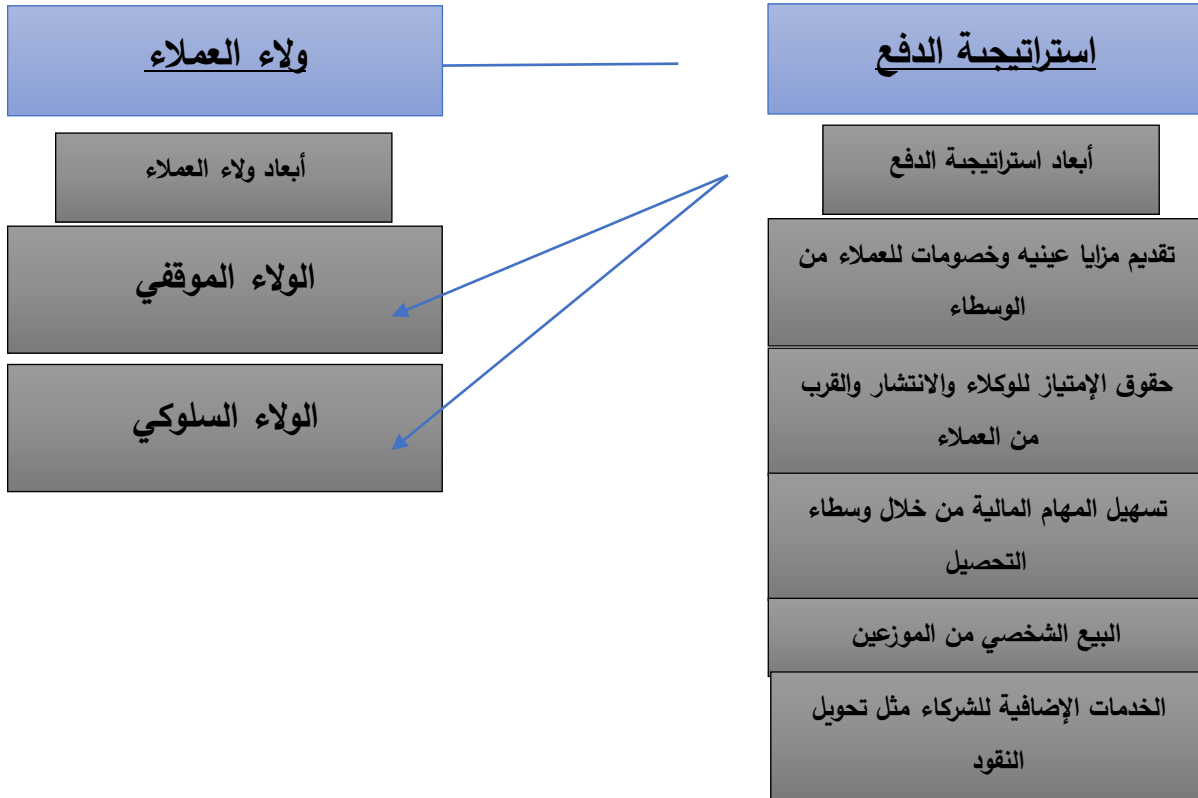 استراتيجية الدفع
أبعاد استراتيجية الدفع
تقديم مزايا عينيه وخصومات للعملاء من
الوسطاء
حقوق الإمتياز للوكلاء والانتشار والقرب
من العملاء
تسهيل المهام المالية من خلال وسطاء
التحصيل
البيع الشخصي من الموزعين
الخدمات الإضافية للشركاء مثل تحويل
النقود
ولاء العملاء
أبعاد ولاء العملاء
الولاء الموقفي
الولاء السلوكي